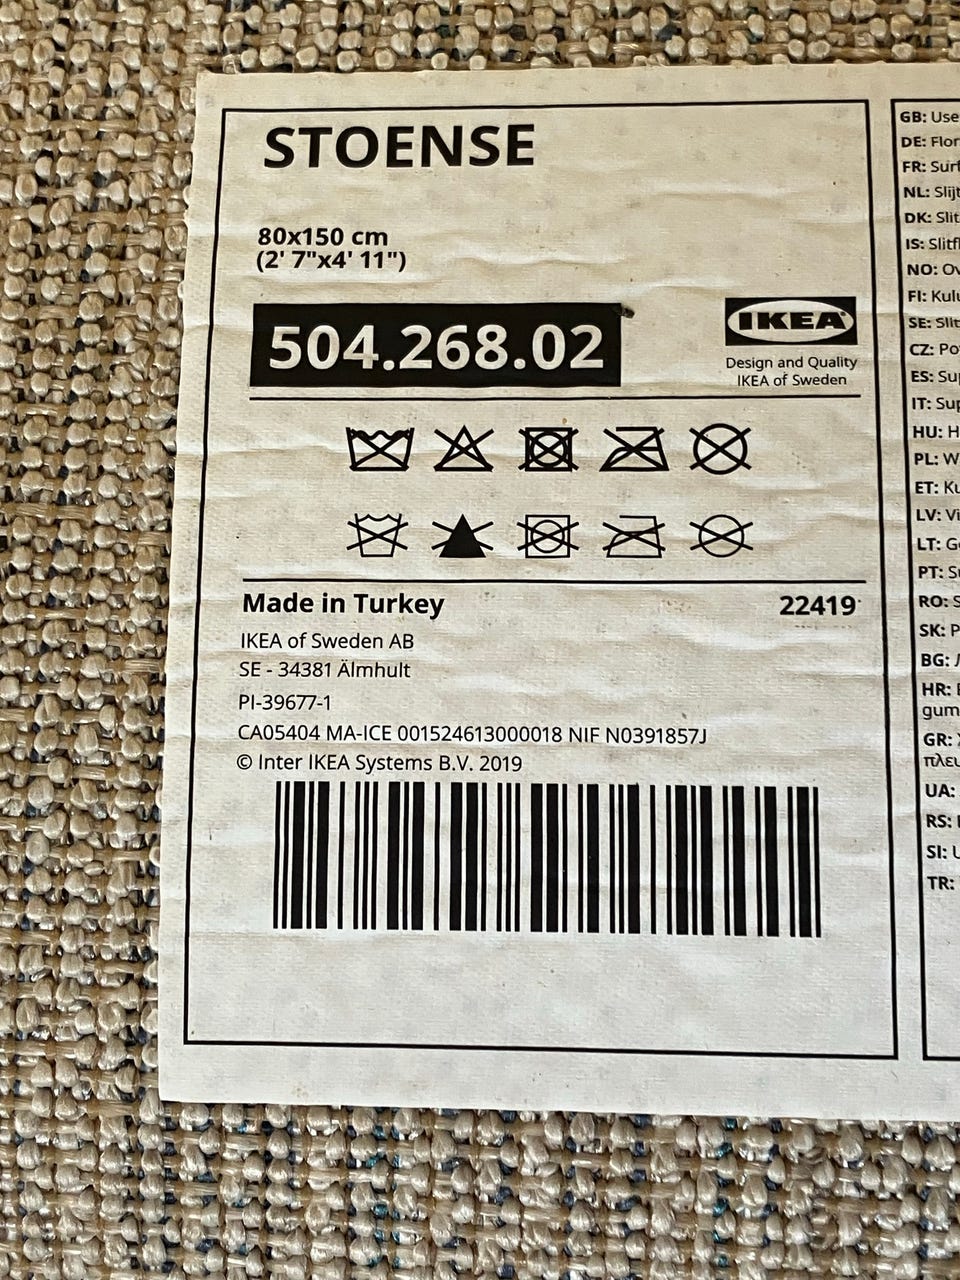 STOENSE
80x150 cm
(2' 7"x4' 11")
504.268.02
IKEA
Design and Quality
IKEA of Sweden
Made in Turkey
22419
IKEA of Sweden AB
SE - 34381 Älmhult
PI-39677-1
CA05404 MA-ICE 001524613000018 NIF N0391857J
© Inter IKEA Systems B.V. 2019
GB: Use
DE:
FR:
NL:
DK:
IS:
NO:
FI:
SE:
CZ:
ES:
IT:
HU:
PL:
ET:
LV:
LT:
PT:
RO:
SK:
BG:
HR:
gum
GR:
πλευ
UA:
RS:
SI:
TR: